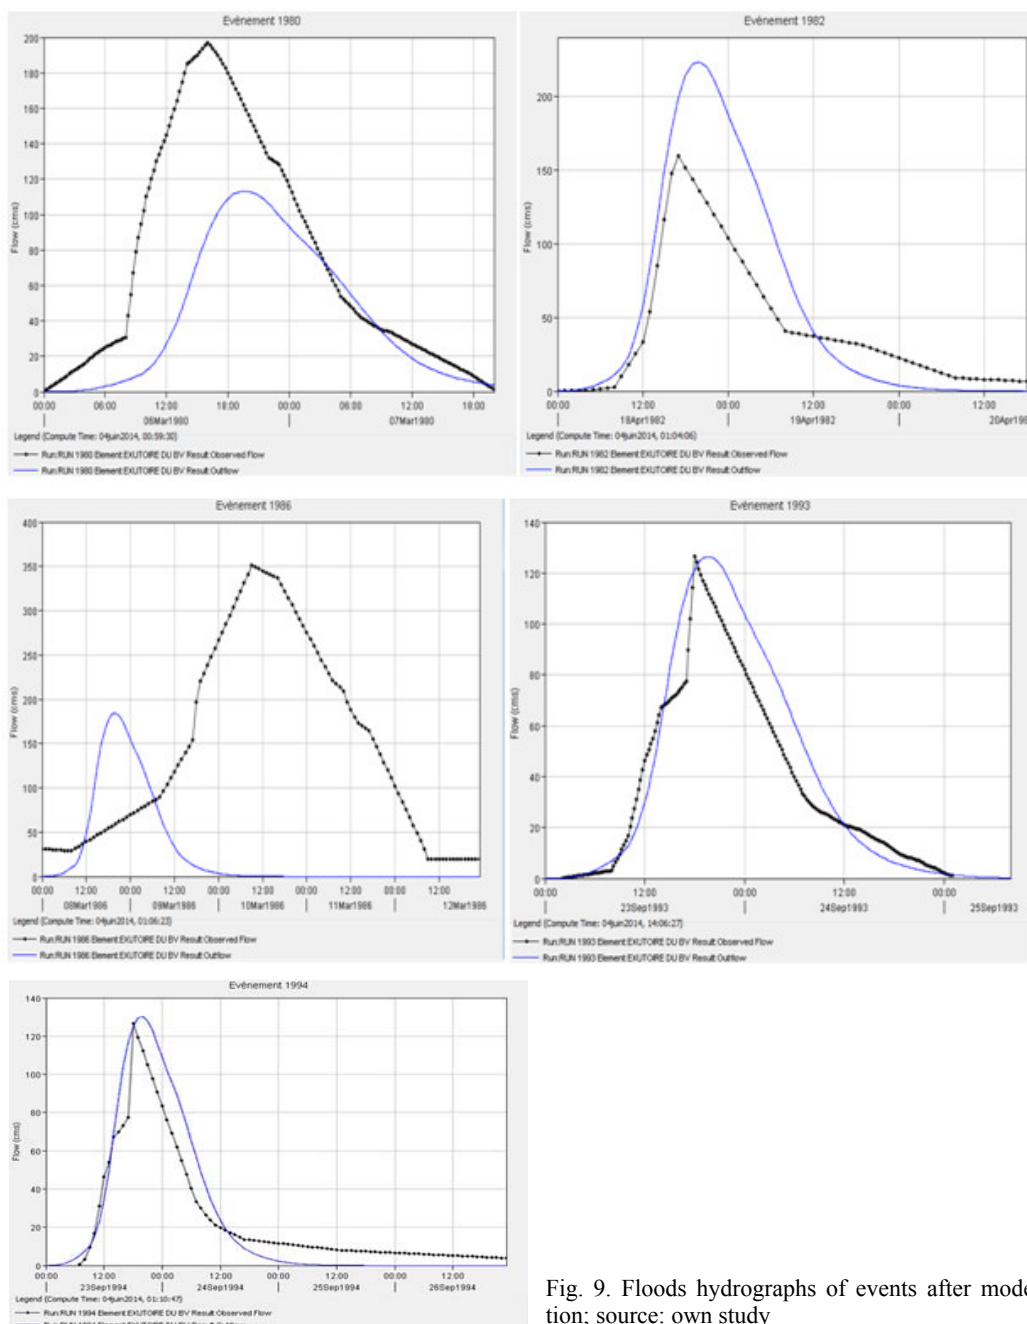 Evènement 1980
Flow (cms)
200
180
160
140
120
100
80
60
40
20
0
00:00 06:00 12:00 18:00 00:00 06:00 12:00 18:00
06Mar1980 07Mar1980
Legend (Compute Time: 04juin2014, 00:59:30)
Run:RUN 1980 Element:EXUTOIRE DU BV Result:Observed Flow
Run:RUN 1980 Element:EXUTOIRE DU BV Result:Outflow
Evènement 1982
Flow (cms)
200
150
100
50
0
00:00 12:00 00:00 12:00 00:00 12:00
18Apr1982 19Apr1982 20Apr198
Legend (Compute Time: 04juin2014, 01:04:06)
Run:RUN 1982 Element:EXUTOIRE DU BV Result:Observed Flow
Run:RUN 1982 Element:EXUTOIRE DU BV Result:Outflow
Evènement 1986
Flow (cms)
400
350
300
250
200
150
100
50
0
00:00 12:00 00:00 12:00 00:00 12:00 00:00 12:00 00:00 12:00
08Mar1986 09Mar1986 10Mar1986 11Mar1986 12Mar1986
Legend (Compute Time: 04juin2014, 01:06:23)
Run:RUN 1986 Element:EXUTOIRE DU BV Result:Observed Flow
Run:RUN 1986 Element:EXUTOIRE DU BV Result:Outflow
Evènement 1993
Flow (cms)
140
120
100
80
60
40
20
0
00:00 12:00 00:00 12:00 00:00
23Sep1993 24Sep1993 25Sep1993
Legend (Compute Time: 04juin2014, 14:06:27)
Run:RUN 1993 Element:EXUTOIRE DU BV Result:Observed Flow
Run:RUN 1993 Element:EXUTOIRE DU BV Result:Outflow
Evènement 1994
Flow (cms)
140
120
100
80
60
40
20
0
00:00 12:00 00:00 12:00 00:00 12:00 00:00 12:00
23Sep1994 24Sep1994 25Sep1994 26Sep1994
Legend (Compute Time: 04juin2014, 01:10:47)
Run:RUN 1994 Element:EXUTOIRE DU BV Result:Observed Flow
Fig. 9. Floods hydrographs of events after mode
tion; source: own study